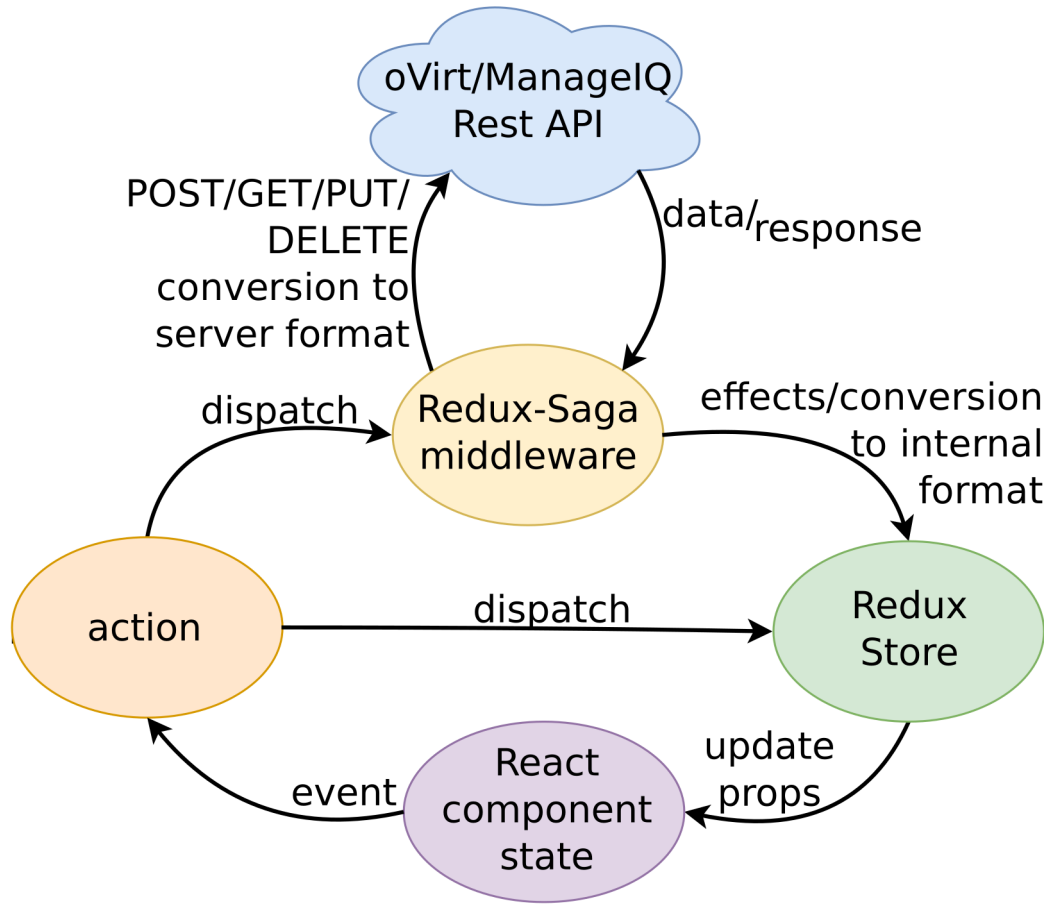 oVirt/ManageIQ
Rest API
POST/GET/PUT/
DELETE
conversion to
server format
data/response
dispatch
Redux-Saga
middleware
effects/conversion
to internal
format
action
dispatch
Redux
Store
event
React
component
state
update
props